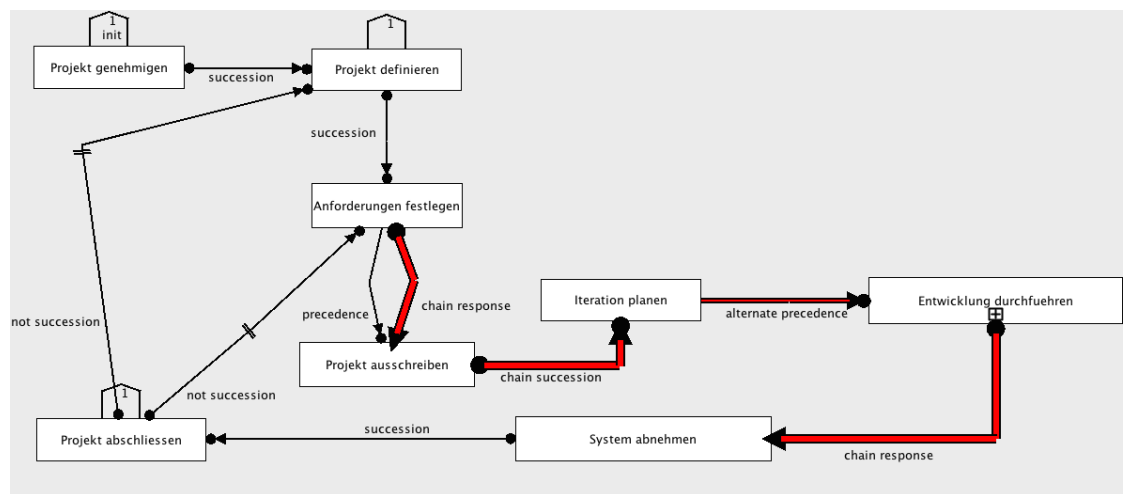 1
init
Projekt genehmigen
succession
1
Projekt definieren
succession
Anforderungen festlegen
precedence
chain response
Iteration planen
alternate precedence
Entwicklung durchfuehren
not succession
Projekt ausschreiben
chain succession
not succession
1
Projekt abschliessen
succession
System abnehmen
chain response